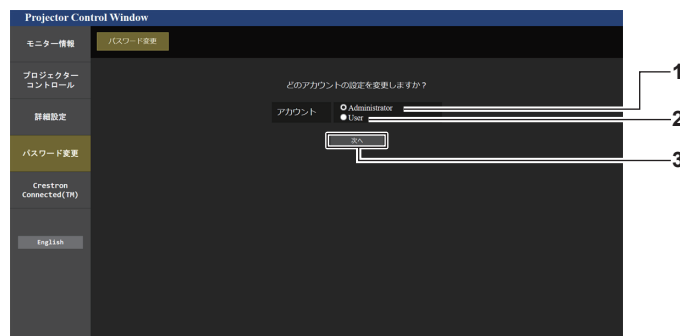 Projector Control Window
モニター情報
パスワード変更
プロジェクター
コントロール
どのアカウントの設定を変更しますか？
アカウント
Administrator
User
次へ
詳細設定
パスワード変更
Crestron
Connected(TM)
English
1
2
3